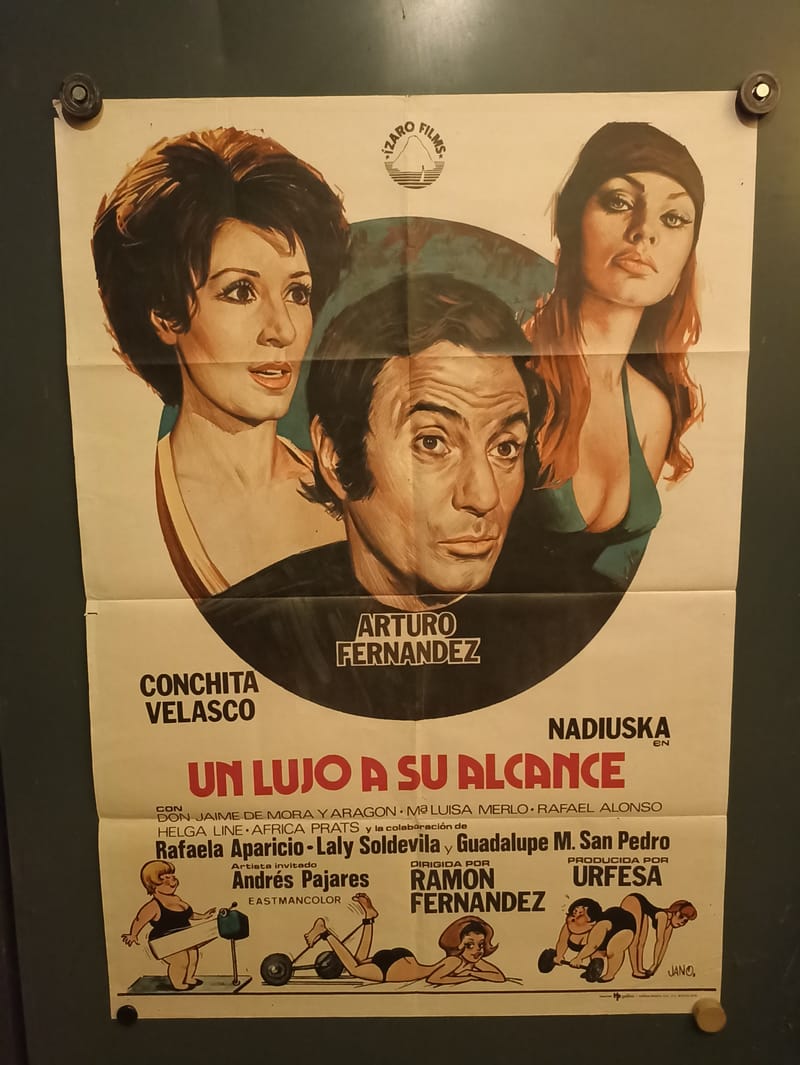 ·IZARO FILMS·
ARTURO
FERNANDEZ
CONCHITA
VELASCO
NADIUSKA
EN
UN LUJO A SU ALCANCE
CON
DON JAIME DE MORA Y ARAGON · Mª LUISA MERLO · RAFAEL ALONSO
HELGA LINE · AFRICA PRATS y la colaboración de
Rafaela Aparicio - Laly Soldevila y Guadalupe M. San Pedro
Artista invitado
Andrés Pajares
EASTMANCOLOR
DIRIGIDA POR
RAMON
FERNANDEZ
PRODUCIDA POR
URFESA
JANO.